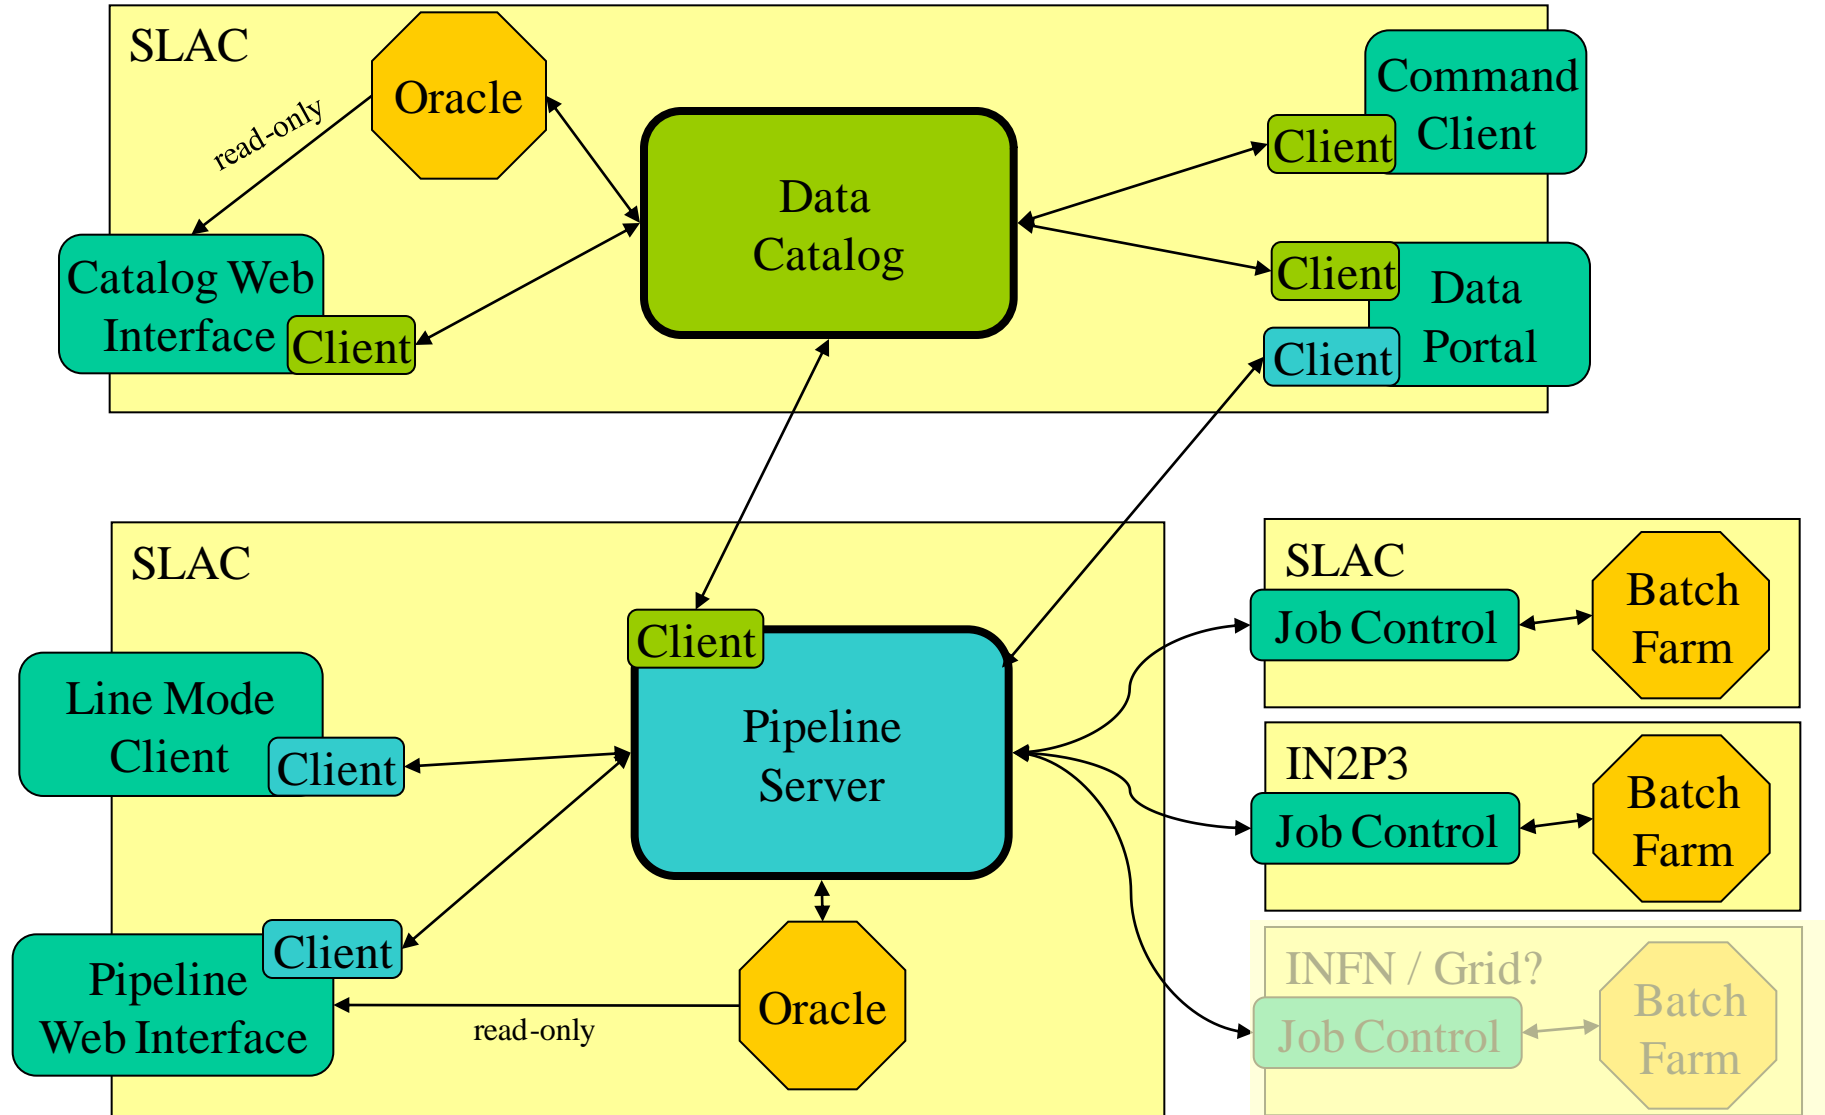 SLAC
Oracle
read-only
Data
Catalog
Command
Client
Client
Catalog Web
Interface
Client
Client
Data
Portal
Client
SLAC
Client
Pipeline
Server
Line Mode
Client
Client
Client
Pipeline
Web Interface
read-only
Oracle
SLAC
Job Control
Batch
Farm
IN2P3
Job Control
Batch
Farm
INFN / Grid?
Job Control
Batch
Farm